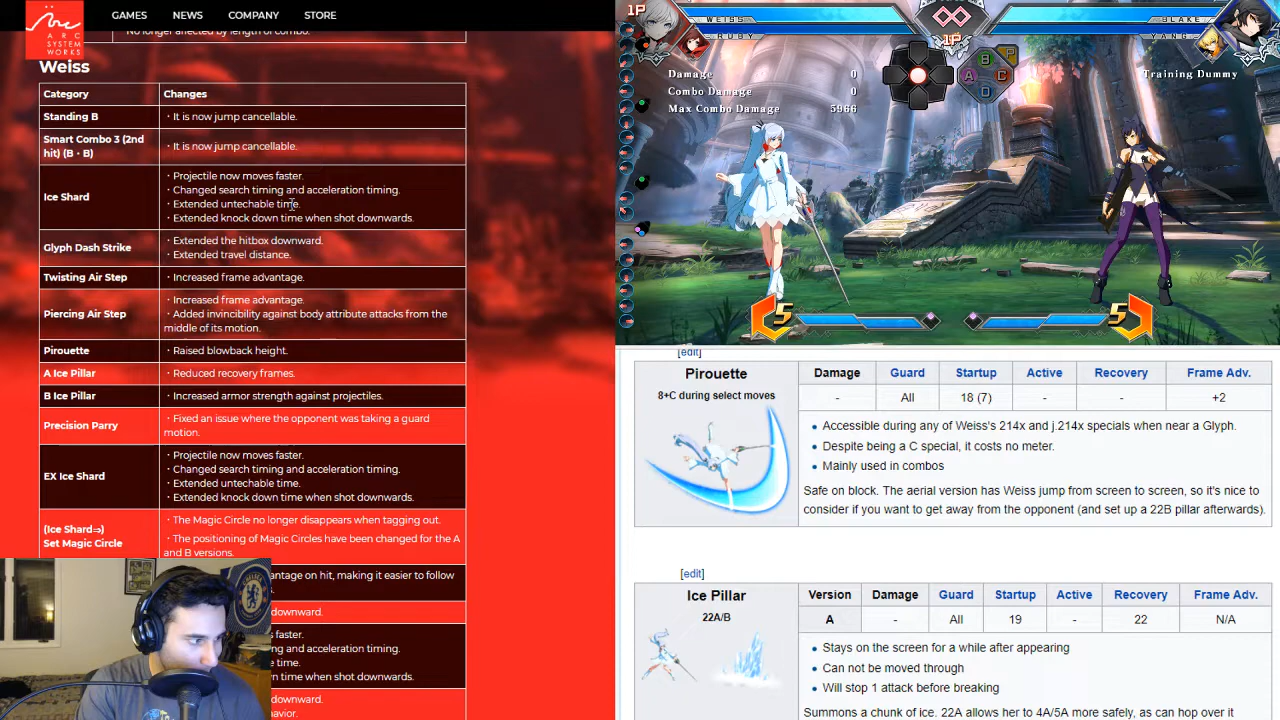 GAMES NEWS COMPANY STORE
ARC
SYSTEM
WORKS
No longer affected by length of combo.
Weiss
Category Changes
Standing B ・It is now jump cancellable.
Smart Combo 3 (2nd
hit) (B・B) ・It is now jump cancellable.
Ice Shard
・Projectile now moves faster.
・Changed search timing and acceleration timing.
・Extended untechable time.
・Extended knock down time when shot downwards.
Glyph Dash Strike
・Extended the hitbox downward.
・Extended travel distance.
Twisting Air Step ・Increased frame advantage.
Piercing Air Step
・Increased frame advantage.
・Added invincibility against body attribute attacks from the
middle of its motion.
Pirouette ・Raised blowback height.
A Ice Pillar ・Reduced recovery frames.
B Ice Pillar ・Increased armor strength against projectiles.
Precision Parry
・Fixed an issue where the opponent was taking a guard
motion.
EX Ice Shard
・Projectile now moves faster.
・Changed search timing and acceleration timing.
・Extended untechable time.
・Extended knock down time when shot downwards.
(Ice Shard⇒)
Set Magic Circle
・The Magic Circle no longer disappears when tagging out.
・The positioning of Magic Circles have been changed for the A
and B versions.
antage on hit, making it easier to follow
downward.
s faster.
ng and acceleration timing.
e time.
n time when shot downwards.
downward.
havior.
1P
WEISS
RUBY
1P
BLAKE
YANG
Damage 0
Combo Damage 0
Max Combo Damage 5966
B
P
A
C
D
Training Dummy
5
5
[edit]
Pirouette
8+C during select moves
Damage Guard Startup Active Recovery Frame Adv.
- All 18 (7) - - +2
Accessible during any of Weiss's 214x and j.214x specials when near a Glyph.
Despite being a C special, it costs no meter.
Mainly used in combos
Safe on block. The aerial version has Weiss jump from screen to screen, so it's nice to
consider if you want to get away from the opponent (and set up a 22B pillar afterwards).
[edit]
Ice Pillar
22A/B
Version Damage Guard Startup Active Recovery Frame Adv.
A - All 19 - 22 N/A
Stays on the screen for a while after appearing
Can not be moved through
Will stop 1 attack before breaking
Summons a chunk of ice. 22A allows her to 4A/5A more safely, as can hop over it
CHELSEA